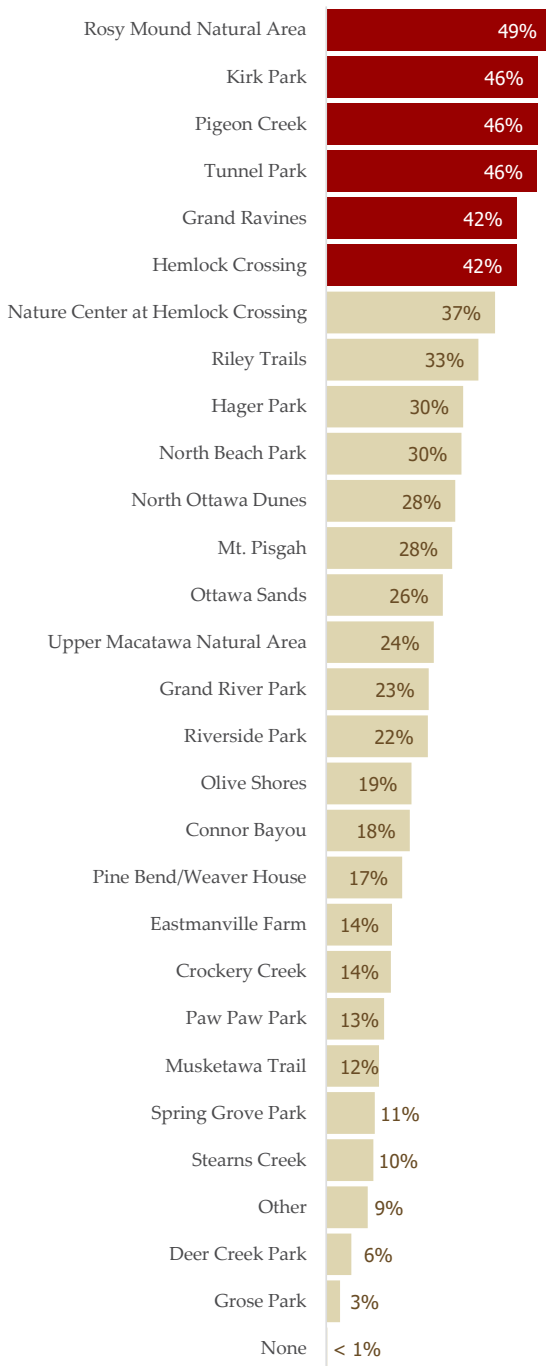 Rosy Mound Natural Area 49%
Kirk Park 46%
Pigeon Creek 46%
Tunnel Park 46%
Grand Ravines 42%
Hemlock Crossing 42%
Nature Center at Hemlock Crossing 37%
Riley Trails 33%
Hager Park 30%
North Beach Park 30%
North Ottawa Dunes 28%
Mt. Pisgah 28%
Ottawa Sands 26%
Upper Macatawa Natural Area 24%
Grand River Park 23%
Riverside Park 22%
Olive Shores 19%
Connor Bayou 18%
Pine Bend/Weaver House 17%
Eastmanville Farm 14%
Crockery Creek 14%
Paw Paw Park 13%
Musketawa Trail 12%
Spring Grove Park 11%
Stearns Creek 10%
Other 9%
Deer Creek Park 6%
Grose Park 3%
None < 1%